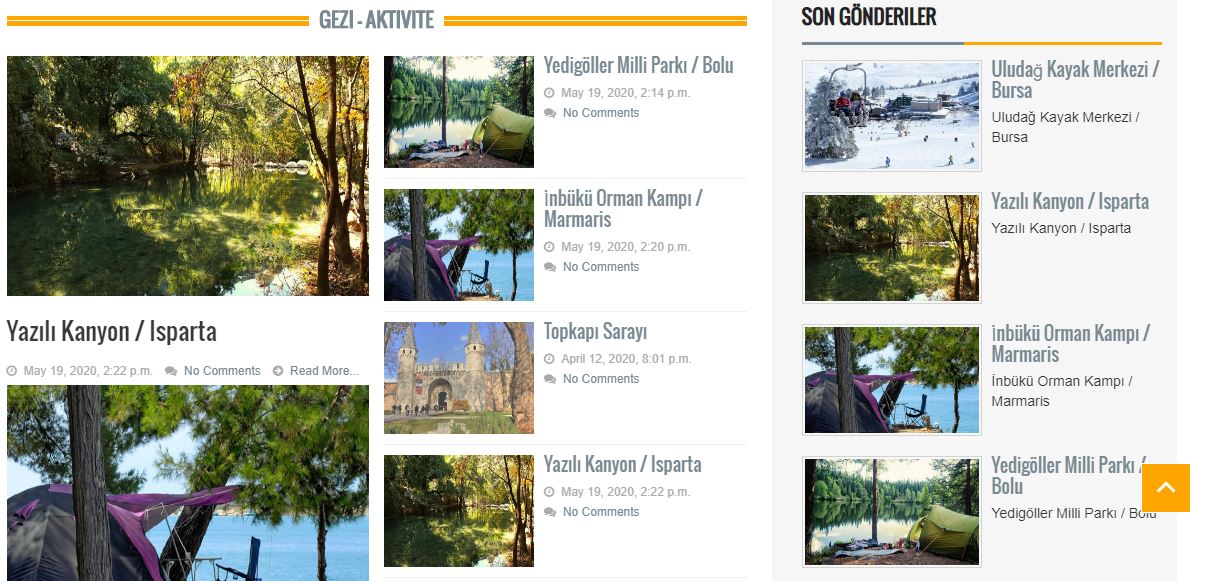 GEZI - AKTIVITE
Yazılı Kanyon / Isparta
May 19, 2020, 2:22 p.m. No Comments Read More...
Yedigöller Milli Parkı / Bolu
May 19, 2020, 2:14 p.m.
No Comments
İnbükü Orman Kampı /
Marmaris
May 19, 2020, 2:20 p.m.
No Comments
Topkapı Sarayı
April 12, 2020, 8:01 p.m.
No Comments
Yazılı Kanyon / Isparta
May 19, 2020, 2:22 p.m.
No Comments
SON GÖNDERILER
Uludağ Kayak Merkezi /
Bursa
Uludağ Kayak Merkezi /
Bursa
Yazılı Kanyon / Isparta
Yazılı Kanyon / Isparta
İnbükü Orman Kampı /
Marmaris
İnbükü Orman Kampı /
Marmaris
Yedigöller Milli Parkı /
Bolu
Yedigöller Milli Parkı / Bolu